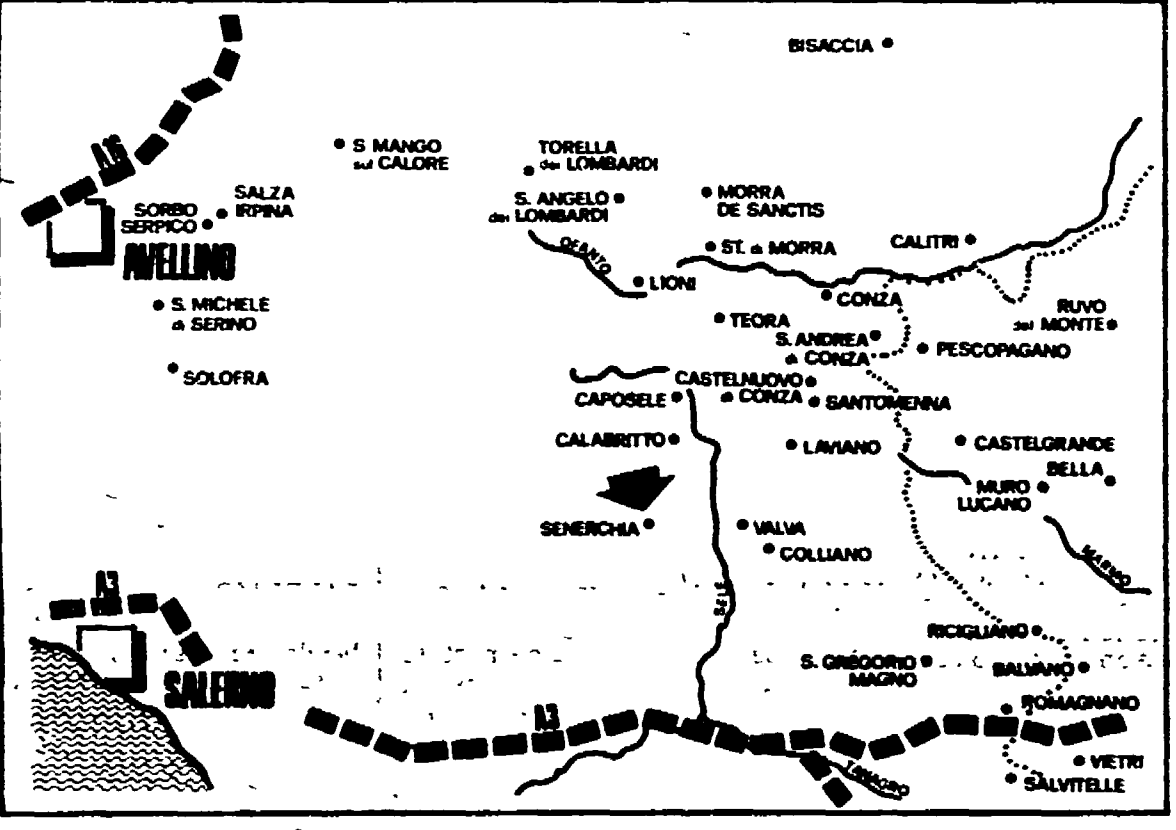 BISACCIA
A16
S MANGO
sul CALORE
TORELLA
dei LOMBARDI
SALZA
IRPINA
SORBO
SERPICO
S. ANGELO
dei LOMBARDI
MORRA
DE SANCTIS
AVELLINO
OFANTO
ST. di MORRA
CALITRI
LIONI
CONZA
S. MICHELE
di SERINO
TEORA
RUVO
del MONTE
S. ANDREA
di CONZA
PESCOPAGANO
SOLOFRA
CASTELNUOVO
di CONZA
CAPOSELE
SANTOMENNA
CALABRITTO
LAVIANO
CASTELGRANDE
BELLA
MURO
LUCANO
SENERCHIA
VALVA
COLLIANO
MARMO
A3
SELE
RICIGLIANO
S. GREGORIO
MAGNO
BALVANO
SALERNO
ROMAGNANO
A3
TANAGRO
VIETRI
SALVITELLE